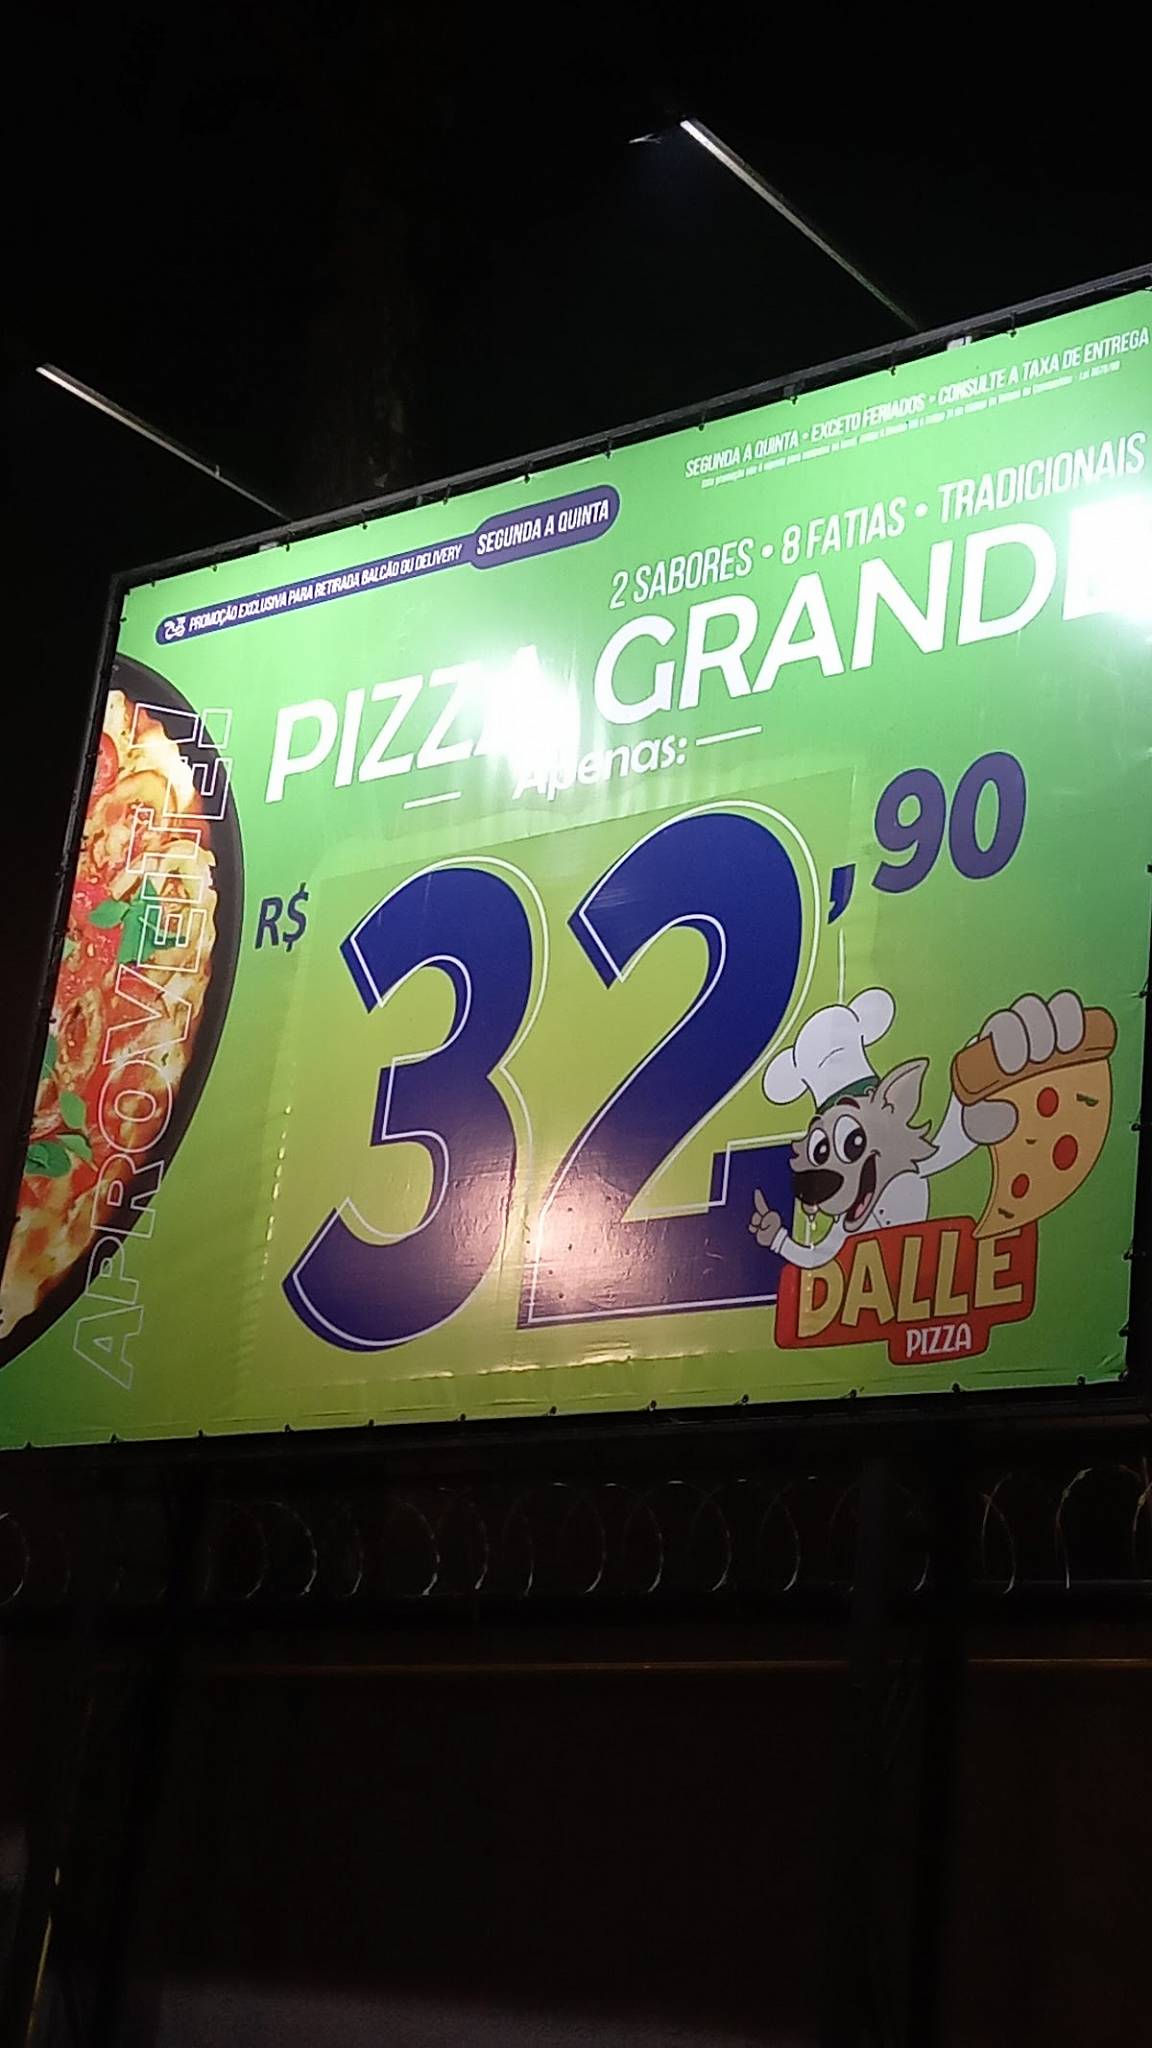 SEGUNDA A QUINTA • EXCETO FERIADOS • CONSULTE A TAXA DE ENTREGA
PROMOÇÃO EXCLUSIVA PARA RETIRADA BALCÃO OU DELIVERY SEGUNDA A QUINTA
2 SABORES • 8 FATIAS • TRADICIONAIS
PIZZA GRANDE
Apenas:
R$ 32,90
APROVEITE!
DALLE
PIZZA